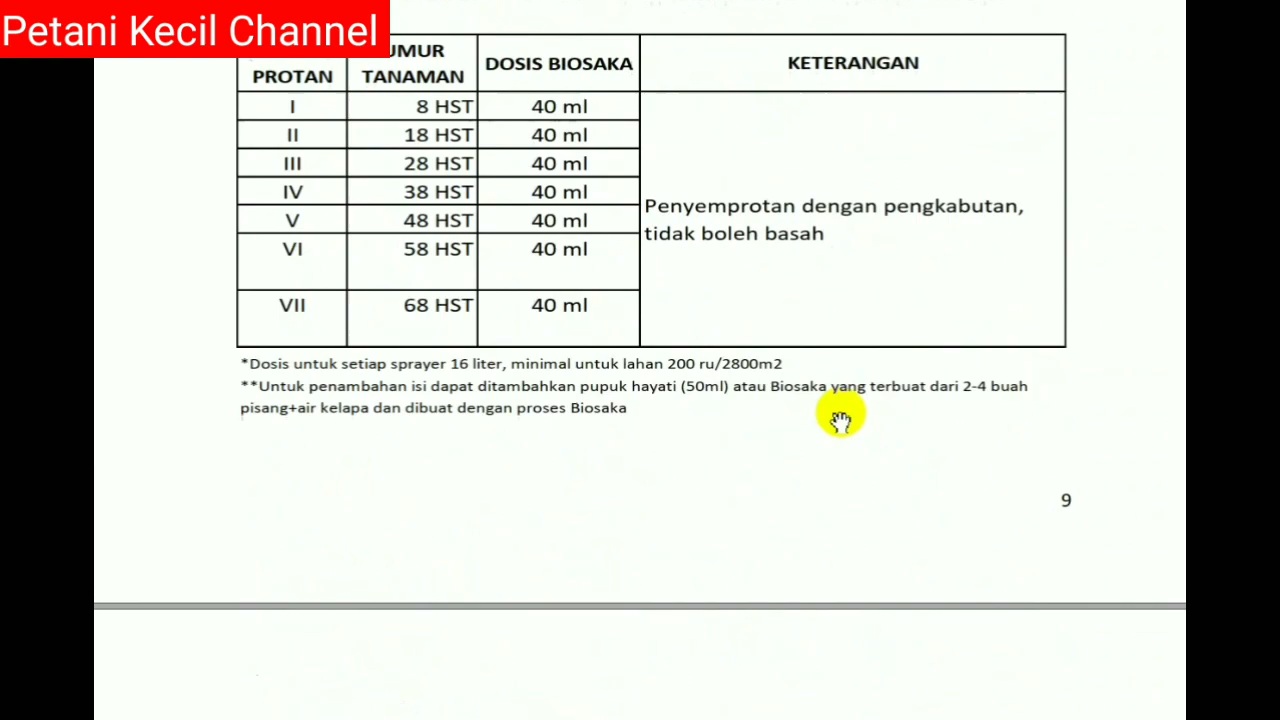 Petani Kecil Channel
UMUR
PROTAN TANAMAN DOSIS BIOSAKA KETERANGAN
I 8 HST 40 ml
II 18 HST 40 ml
III 28 HST 40 ml
IV 38 HST 40 ml
V 48 HST 40 ml
VI 58 HST 40 ml
VII 68 HST 40 ml
Penyemprotan dengan pengkabutan,
tidak boleh basah
*Dosis untuk setiap sprayer 16 liter, minimal untuk lahan 200 ru/2800m2
**Untuk penambahan isi dapat ditambahkan pupuk hayati (50ml) atau Biosaka yang terbuat dari 2-4 buah
pisang+air kelapa dan dibuat dengan proses Biosaka
9